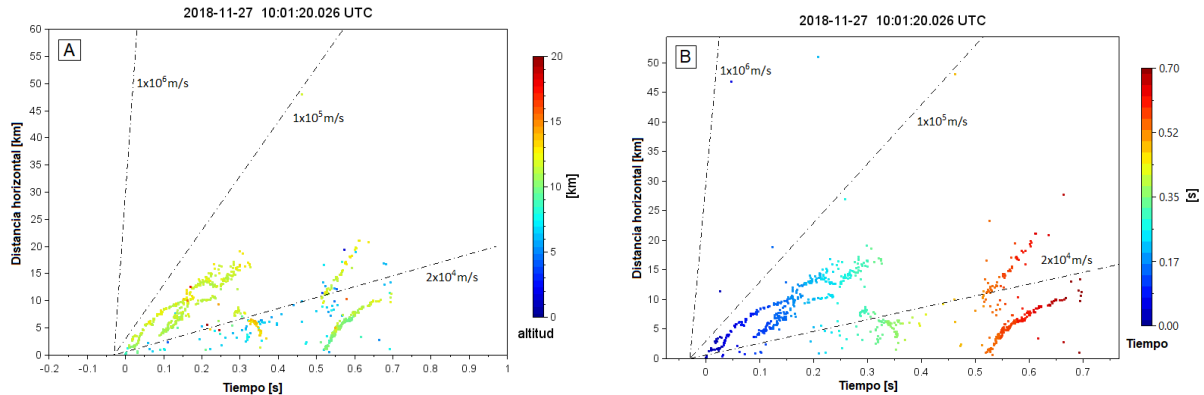 2018-11-27 10:01:20.026 UTC
A
60
55
50
45
40
35
30
25
20
15
10
5
0
Distancia horizontal [km]
1x10⁶m/s
1x10⁵m/s
2x10⁴m/s
-0.2 -0.1 0 0.1 0.2 0.3 0.4 0.5 0.6 0.7 0.8 0.9 1
Tiempo [s]
20
15
10
5
0
[km]
altitud
2018-11-27 10:01:20.026 UTC
B
50
45
40
35
30
25
20
15
10
5
0
Distancia horizontal [km]
1x10⁶m/s
1x10⁵m/s
2x10⁴m/s
0 0.1 0.2 0.3 0.4 0.5 0.6 0.7
Tiempo [s]
0.70
0.52
0.35
0.17
0.00
[s]
Tiempo